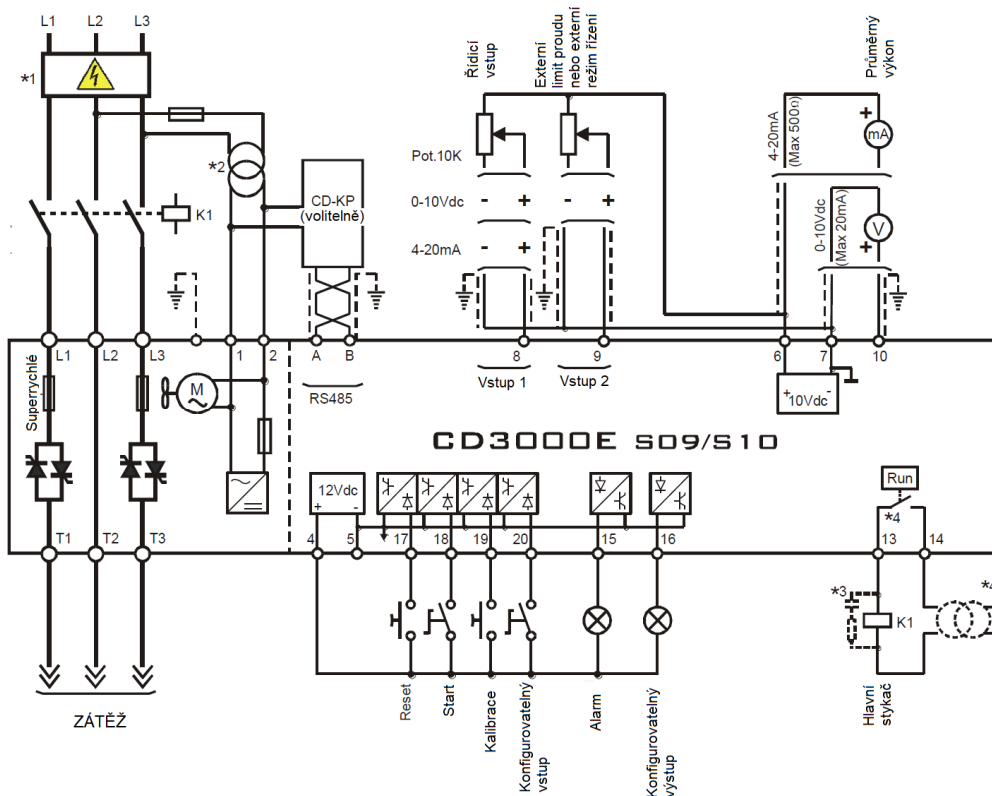 L1
L2
L3
*1
*2
K1
CD-KP
(volitelně)
Řídicí
vstup
Externí
limit proudu
nebo externí
režim řízení
Průměrný
výkon
Pot.10K
0-10Vdc
4-20mA
-
+
-
+
-
+
4-20mA
(Max 500Ω)
+
mA
0-10Vdc
(Max 20mA)
V
+
L1
L2
L3
1
2
A
B
8
9
6
7
10
Superrychlé
M
RS485
Vstup 1
Vstup 2
+ 10Vdc -
CD3000E S09/S10
12Vdc
+
-
Run
*4
4
5
17
18
19
20
15
16
13
14
T1
T2
T3
*3
K1
ZÁTĚŽ
Reset
Start
Kalibrace
Konfigurovatelný
vstup
Alarm
Konfigurovatelný
výstup
Hlavní
stykač